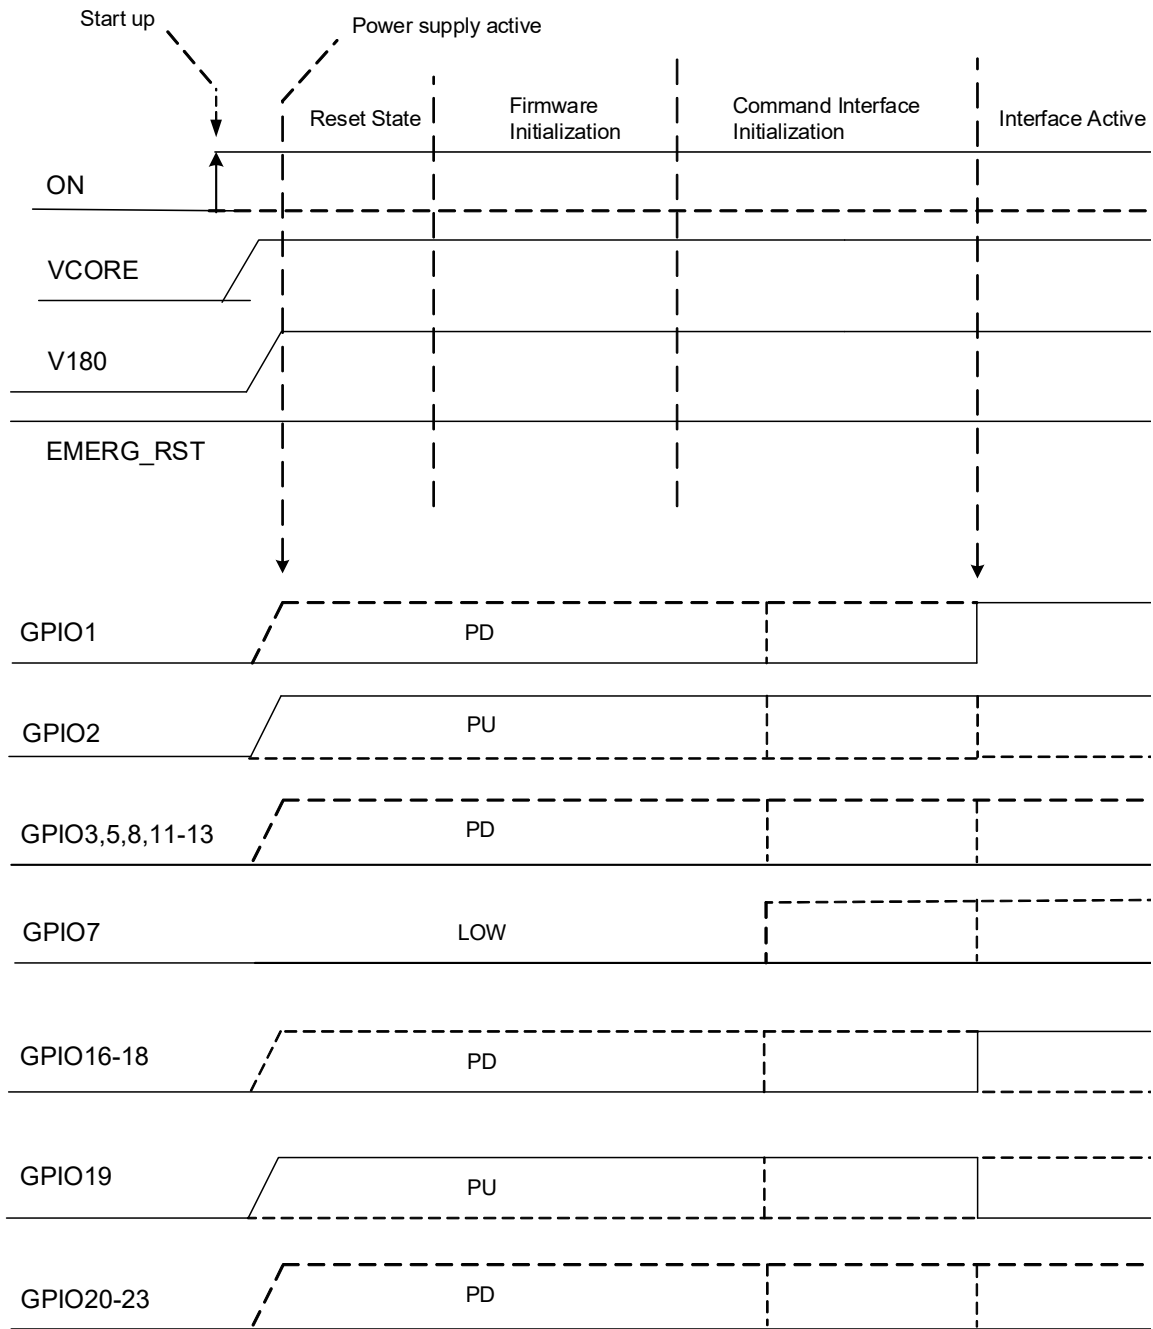 Start up
Power supply active
Reset State
Firmware
Initialization
Command Interface
Initialization
Interface Active
ON
VCORE
V180
EMERG_RST
GPIO1
PD
GPIO2
PU
GPIO3,5,8,11-13
PD
GPIO7
LOW
GPIO16-18
PD
GPIO19
PU
GPIO20-23
PD